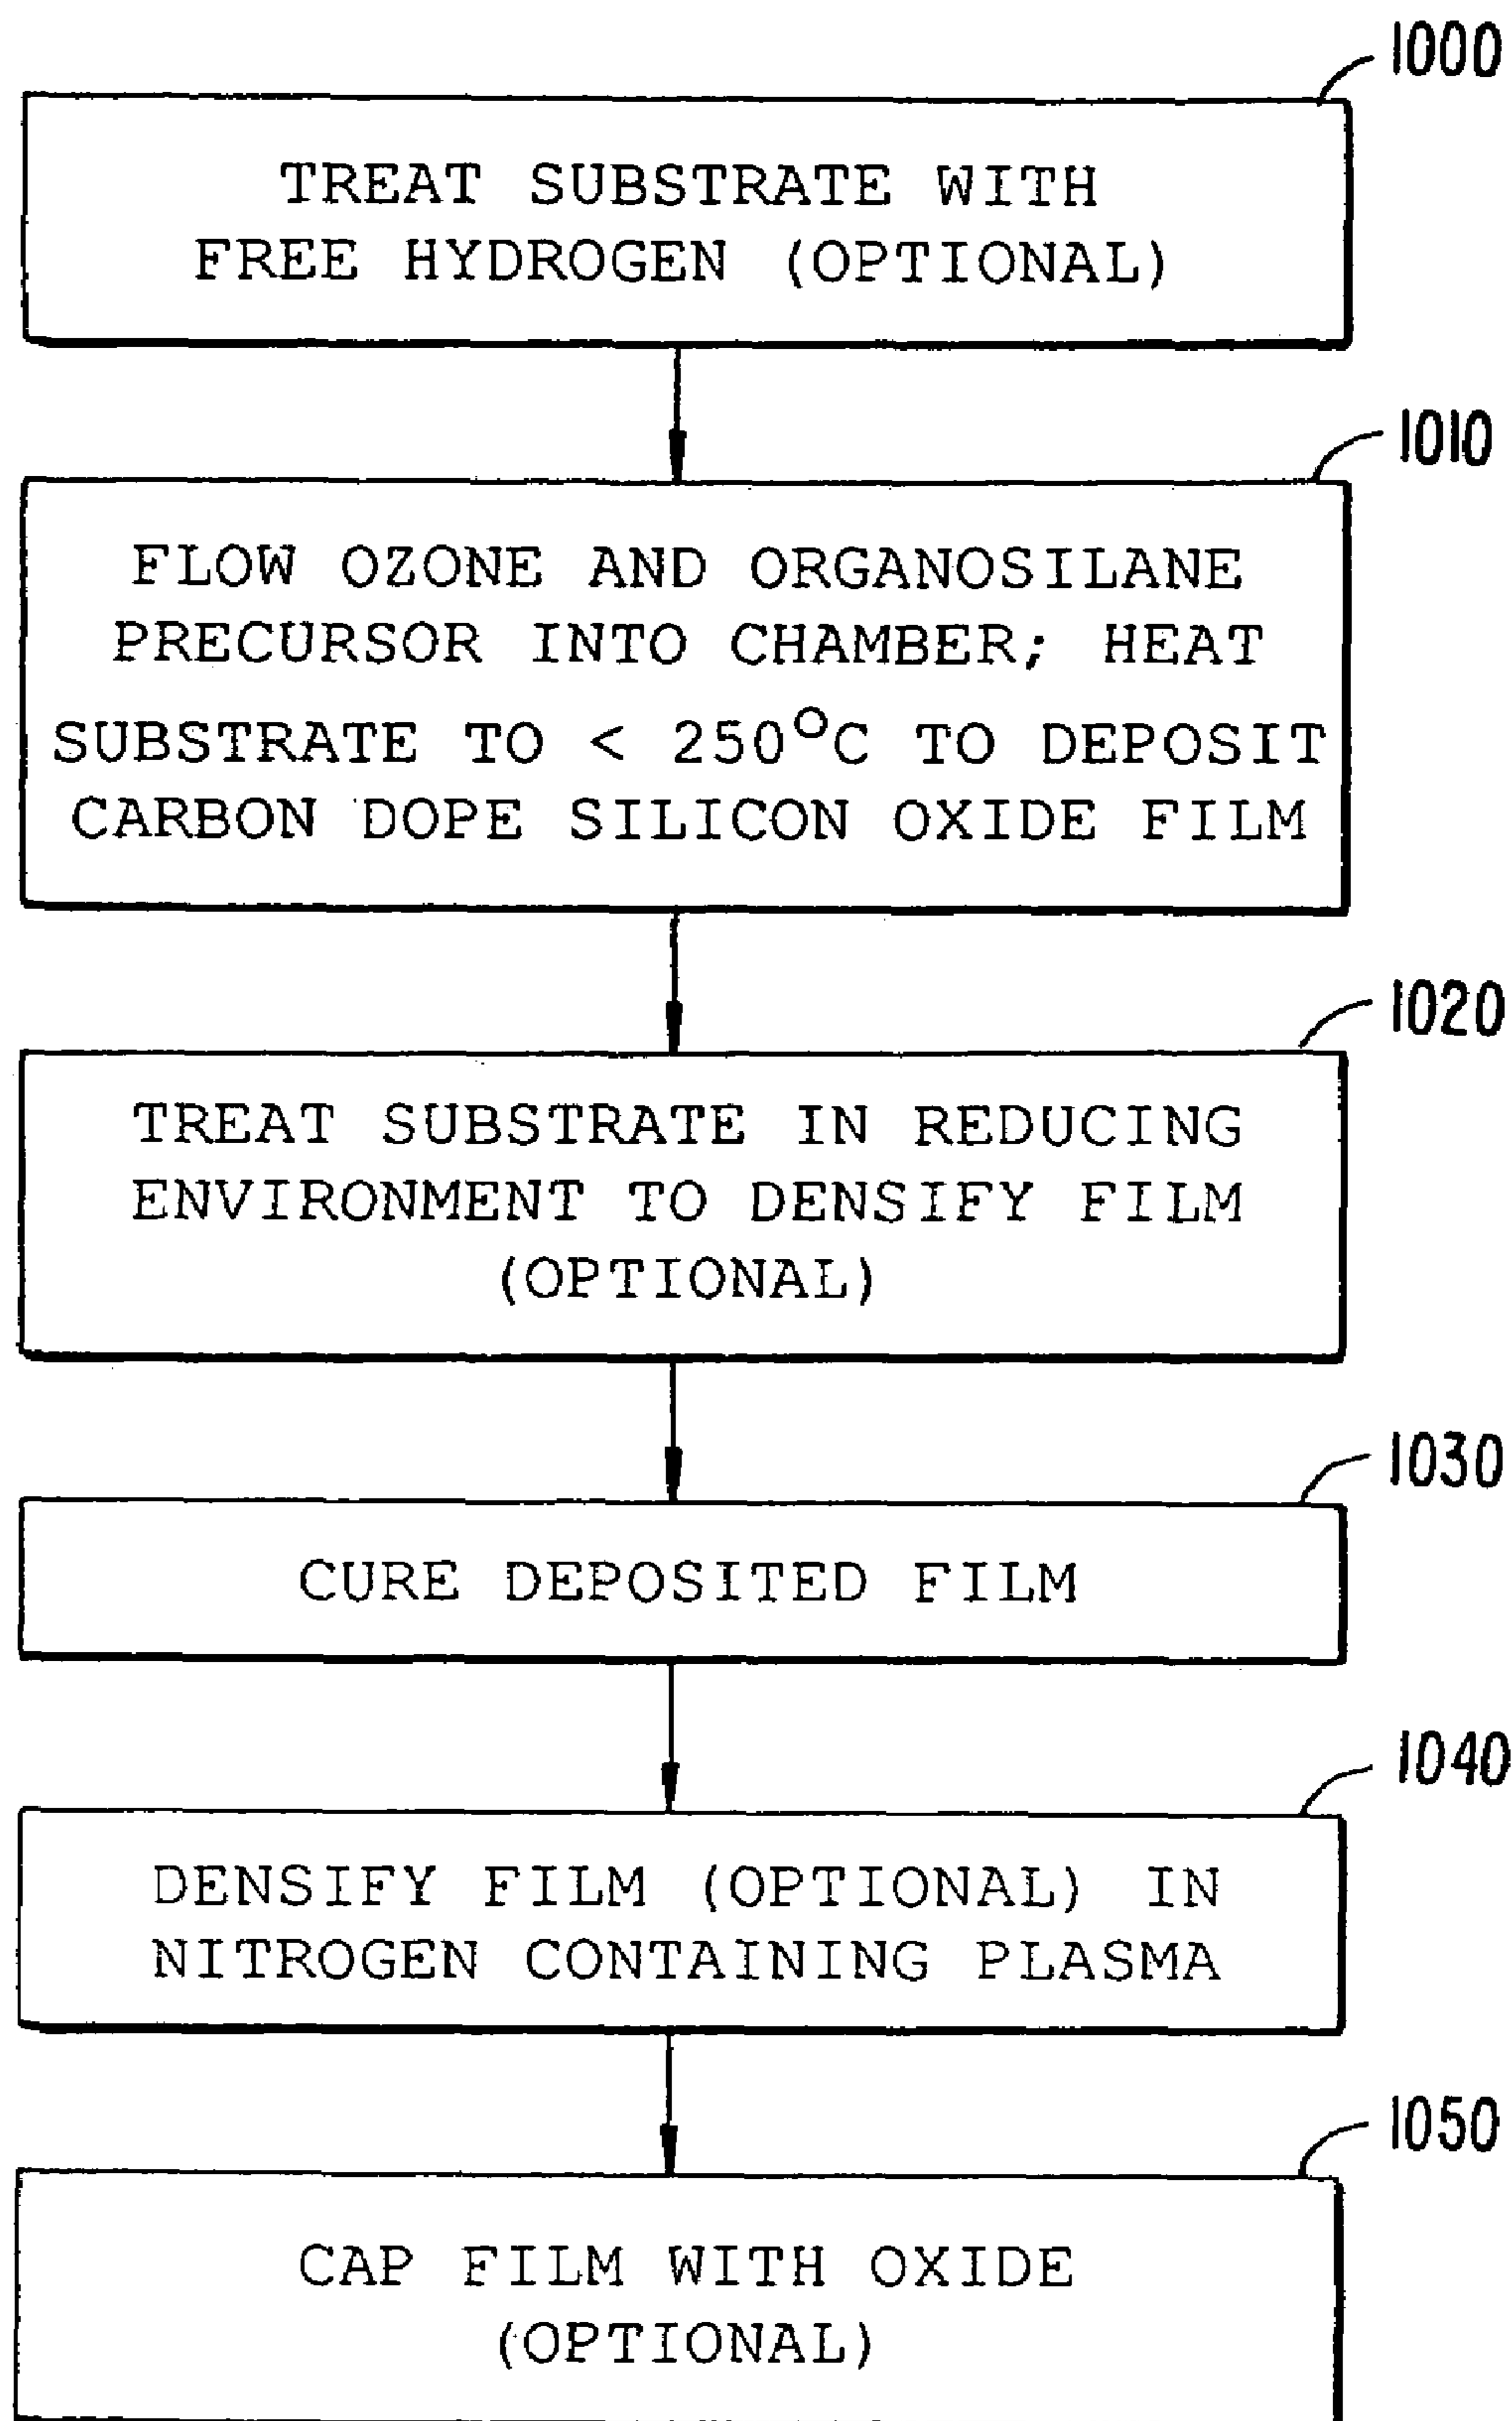 1000
TREAT SUBSTRATE WITH
FREE HYDROGEN (OPTIONAL)
1010
FLOW OZONE AND ORGANOSILANE
PRECURSOR INTO CHAMBER; HEAT
SUBSTRATE TO < 250°C TO DEPOSIT
CARBON DOPE SILICON OXIDE FILM
1020
TREAT SUBSTRATE IN REDUCING
ENVIRONMENT TO DENSIFY FILM
(OPTIONAL)
1030
CURE DEPOSITED FILM
1040
DENSIFY FILM (OPTIONAL) IN
NITROGEN CONTAINING PLASMA
1050
CAP FILM WITH OXIDE
(OPTIONAL)